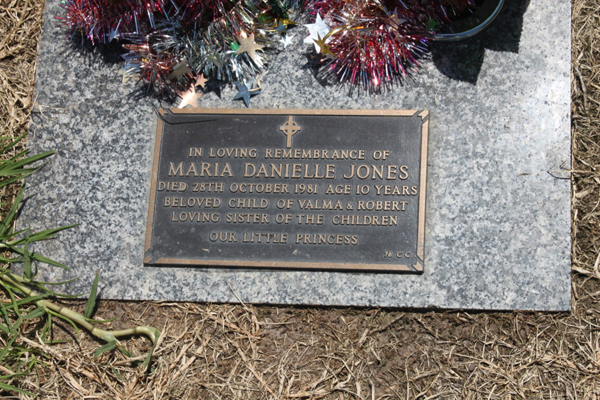 IN LOVING REMEMBRANCE OF
MARIA DANIELLE JONES
DIED 28TH OCTOBER 1981 AGE 10 YEARS
BELOVED CHILD OF VALMA & ROBERT
LOVING SISTER OF THE CHILDREN
OUR LITTLE PRINCESS